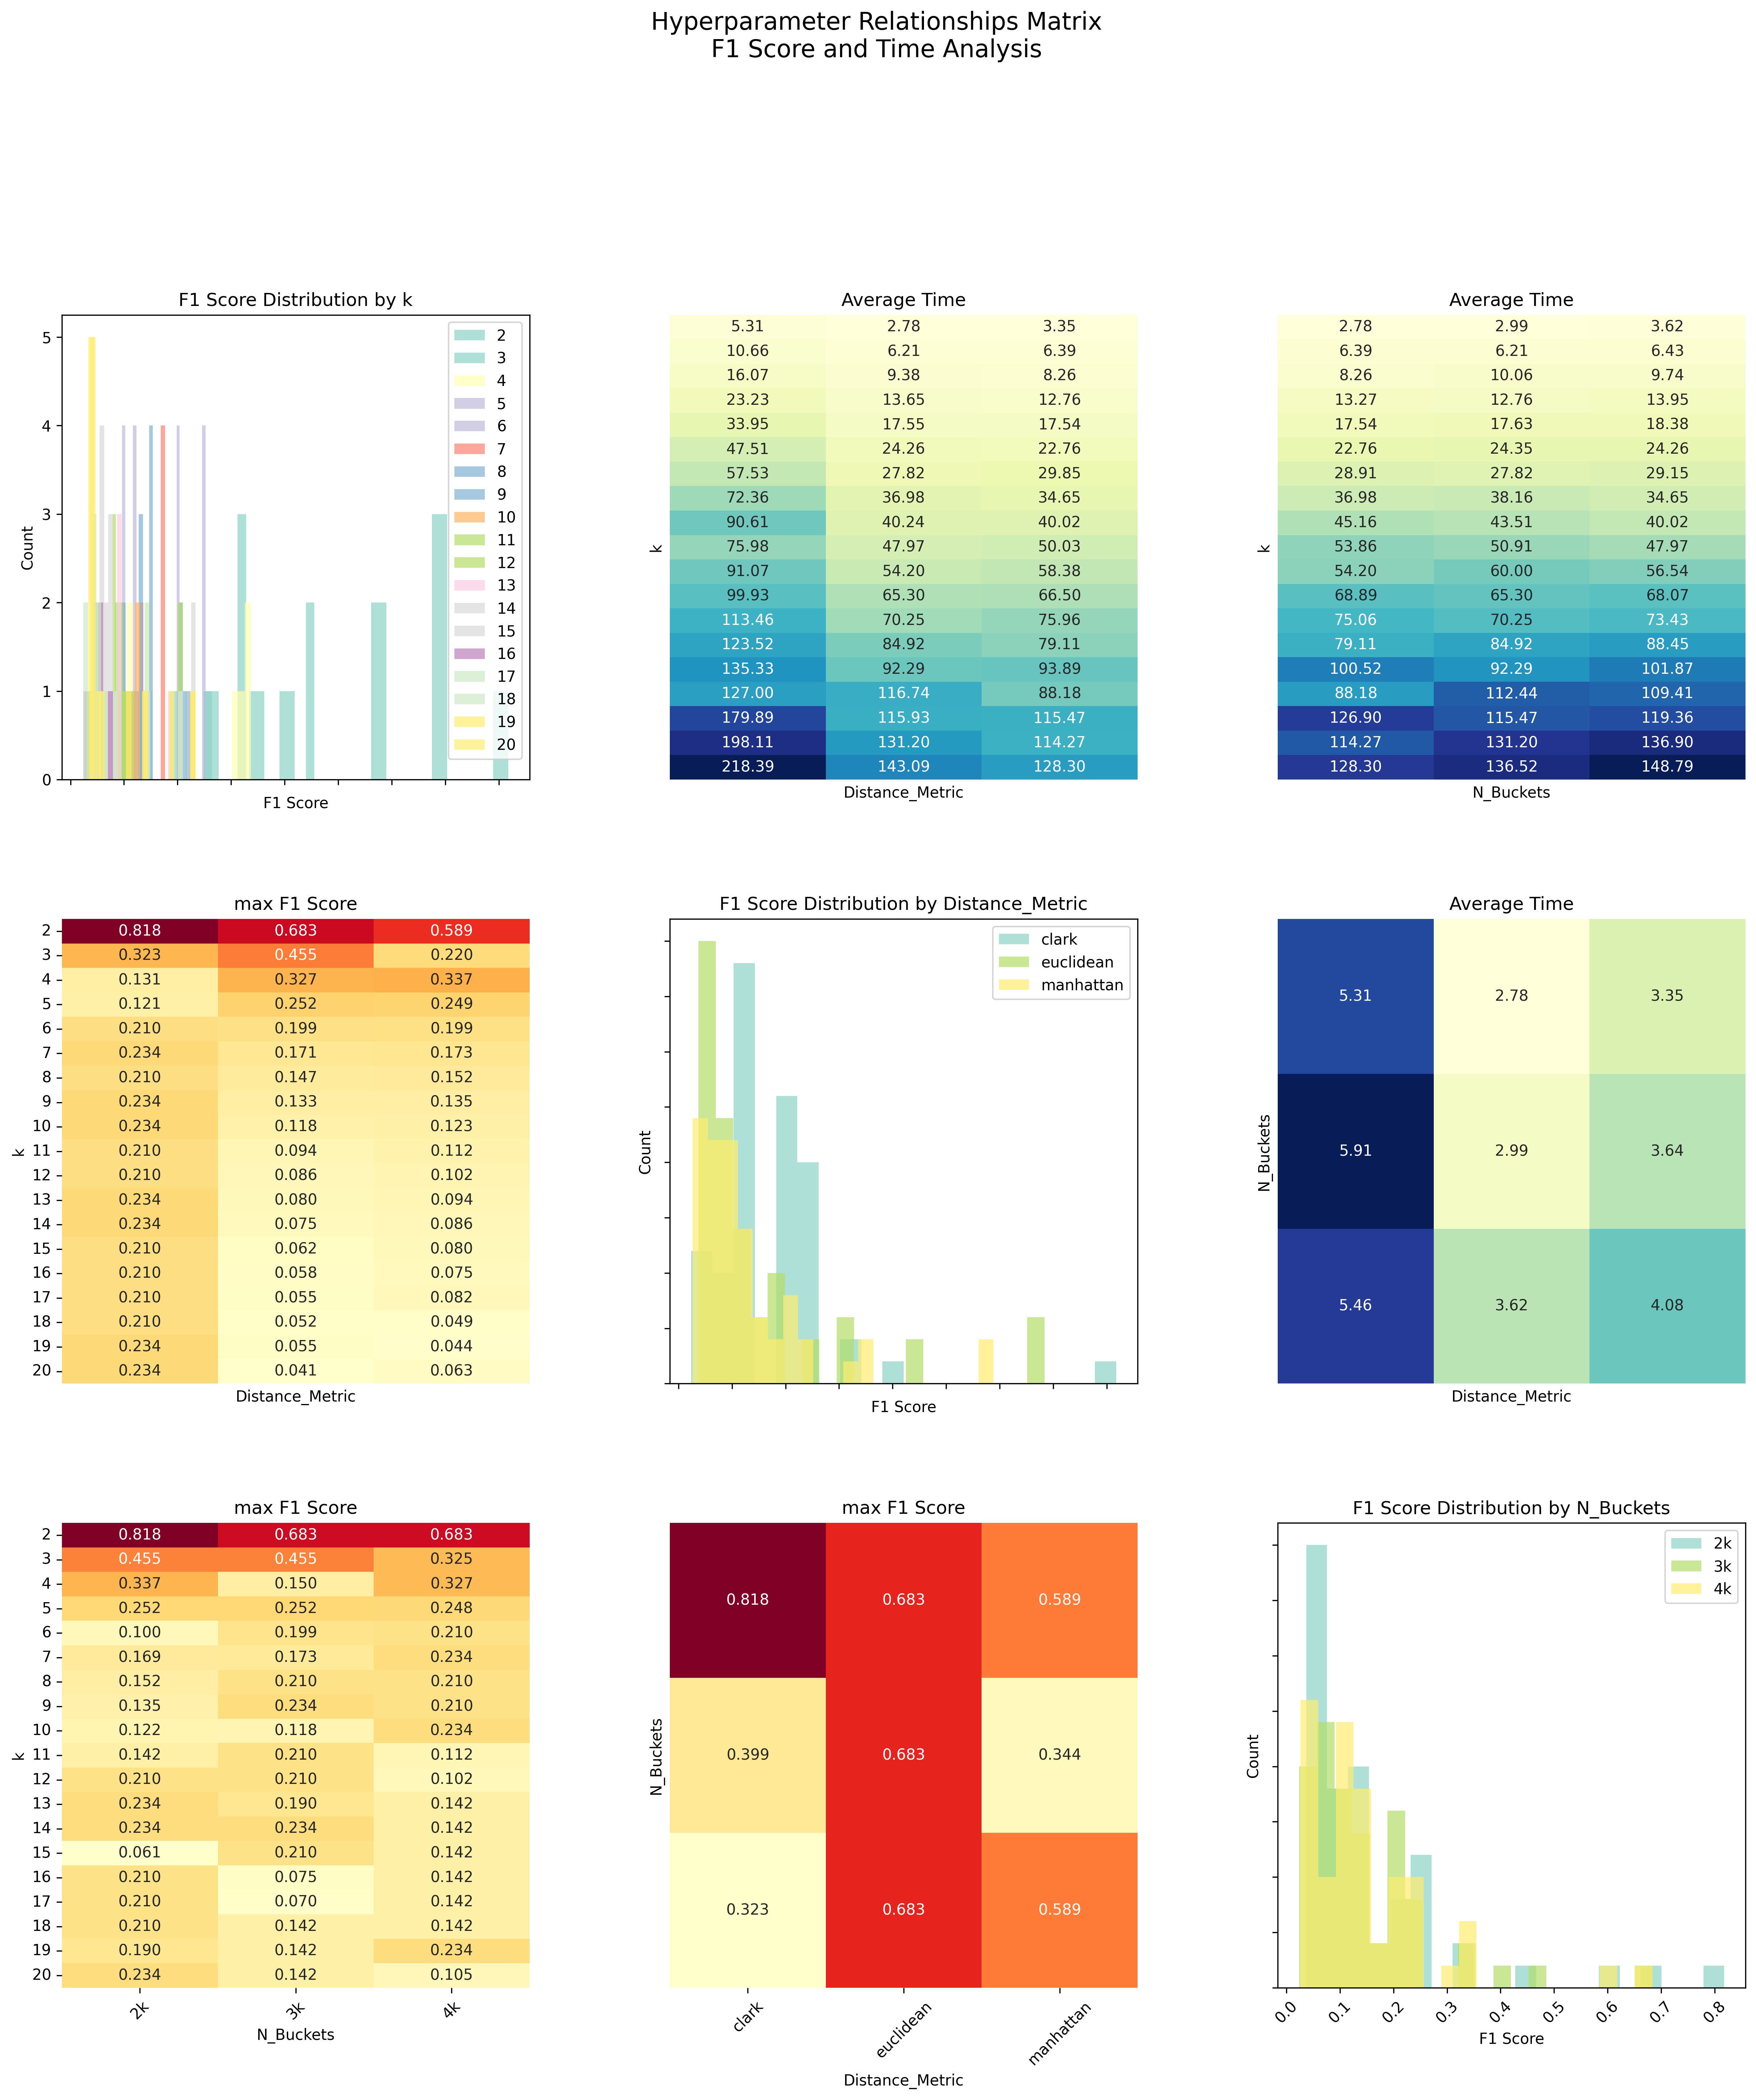 Hyperparameter Relationships Matrix
F1 Score and Time Analysis
F1 Score Distribution by k
5
4
3
2
1
0
Count
F1 Score
2
3
4
5
6
7
8
9
10
11
12
13
14
15
16
17
18
19
20
Average Time
k
5.31 2.78 3.35
10.66 6.21 6.39
16.07 9.38 8.26
23.23 13.65 12.76
33.95 17.55 17.54
47.51 24.26 22.76
57.53 27.82 29.85
72.36 36.98 34.65
90.61 40.24 40.02
75.98 47.97 50.03
91.07 54.20 58.38
99.93 65.30 66.50
113.46 70.25 75.96
123.52 84.92 79.11
135.33 92.29 93.89
127.00 116.74 88.18
179.89 115.93 115.47
198.11 131.20 114.27
218.39 143.09 128.30
Distance_Metric
Average Time
k
2.78 2.99 3.62
6.39 6.21 6.43
8.26 10.06 9.74
13.27 12.76 13.95
17.54 17.63 18.38
22.76 24.35 24.26
28.91 27.82 29.15
36.98 38.16 34.65
45.16 43.51 40.02
53.86 50.91 47.97
54.20 60.00 56.54
68.89 65.30 68.07
75.06 70.25 73.43
79.11 84.92 88.45
100.52 92.29 101.87
88.18 112.44 109.41
126.90 115.47 119.36
114.27 131.20 136.90
128.30 136.52 148.79
N_Buckets
max F1 Score
k
2 0.818 0.683 0.589
3 0.323 0.455 0.220
4 0.131 0.327 0.337
5 0.121 0.252 0.249
6 0.210 0.199 0.199
7 0.234 0.171 0.173
8 0.210 0.147 0.152
9 0.234 0.133 0.135
10 0.234 0.118 0.123
11 0.210 0.094 0.112
12 0.210 0.086 0.102
13 0.234 0.080 0.094
14 0.234 0.075 0.086
15 0.210 0.062 0.080
16 0.210 0.058 0.075
17 0.210 0.055 0.082
18 0.210 0.052 0.049
19 0.234 0.055 0.044
20 0.234 0.041 0.063
Distance_Metric
F1 Score Distribution by Distance_Metric
Count
clark
euclidean
manhattan
F1 Score
Average Time
N_Buckets
5.31 2.78 3.35
5.91 2.99 3.64
5.46 3.62 4.08
Distance_Metric
max F1 Score
k
2 0.818 0.683 0.683
3 0.455 0.455 0.325
4 0.337 0.150 0.327
5 0.252 0.252 0.248
6 0.100 0.199 0.210
7 0.169 0.173 0.234
8 0.152 0.210 0.210
9 0.135 0.234 0.210
10 0.122 0.118 0.234
11 0.142 0.210 0.112
12 0.210 0.210 0.102
13 0.234 0.190 0.142
14 0.234 0.234 0.142
15 0.061 0.210 0.142
16 0.210 0.075 0.142
17 0.210 0.070 0.142
18 0.210 0.142 0.142
19 0.190 0.142 0.234
20 0.234 0.142 0.105
2k 3k 4k
N_Buckets
max F1 Score
N_Buckets
0.818 0.683 0.589
0.399 0.683 0.344
0.323 0.683 0.589
clark euclidean manhattan
Distance_Metric
F1 Score Distribution by N_Buckets
Count
2k
3k
4k
0.0 0.1 0.2 0.3 0.4 0.5 0.6 0.7 0.8
F1 Score